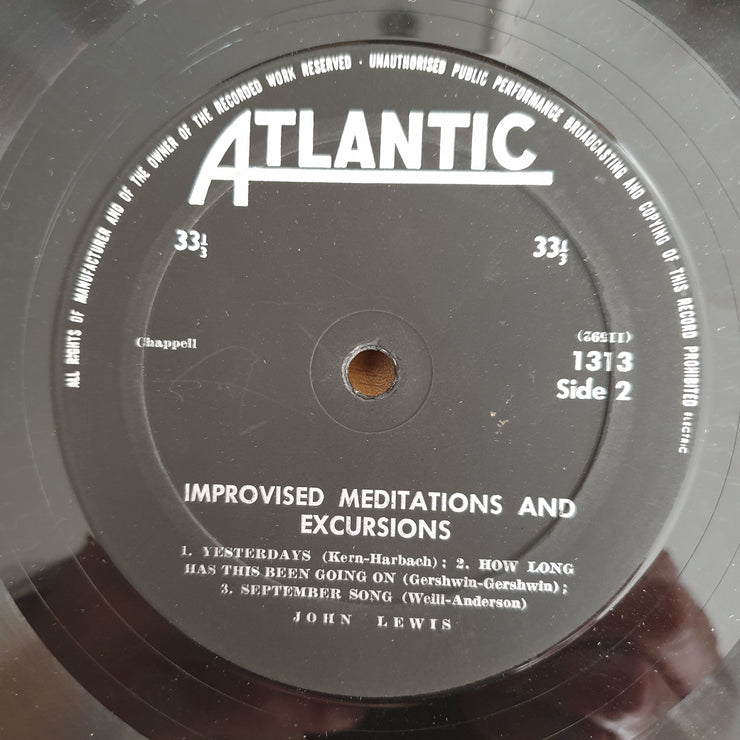 ALL RIGHTS OF MANUFACTURER AND OF THE OWNER OF THE RECORDED WORK RESERVED · UNAUTHORISED PUBLIC PERFORMANCE BROADCASTING AND COPYING OF THIS RECORD PROHIBITED ELECTRIC
ATLANTIC
33⅓ 33⅓
Chappell (11592)
1313
Side 2
IMPROVISED MEDITATIONS AND
EXCURSIONS
1. YESTERDAYS (Kern-Harbach); 2. HOW LONG
HAS THIS BEEN GOING ON (Gershwin-Gershwin);
3. SEPTEMBER SONG (Weill-Anderson)
JOHN LEWIS